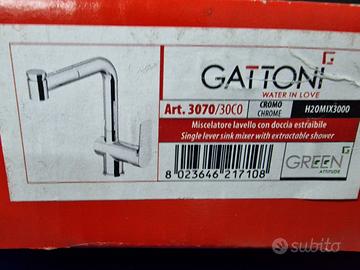 GATTONI
WATER IN LOVE
Art. 3070/30C0
CROMO
CHROME
H2OMIX3000
Miscelatore lavello con doccia estraibile
Single lever sink mixer with extractable shower
8 023646 217108
GREEN
ATTITUDE
subito